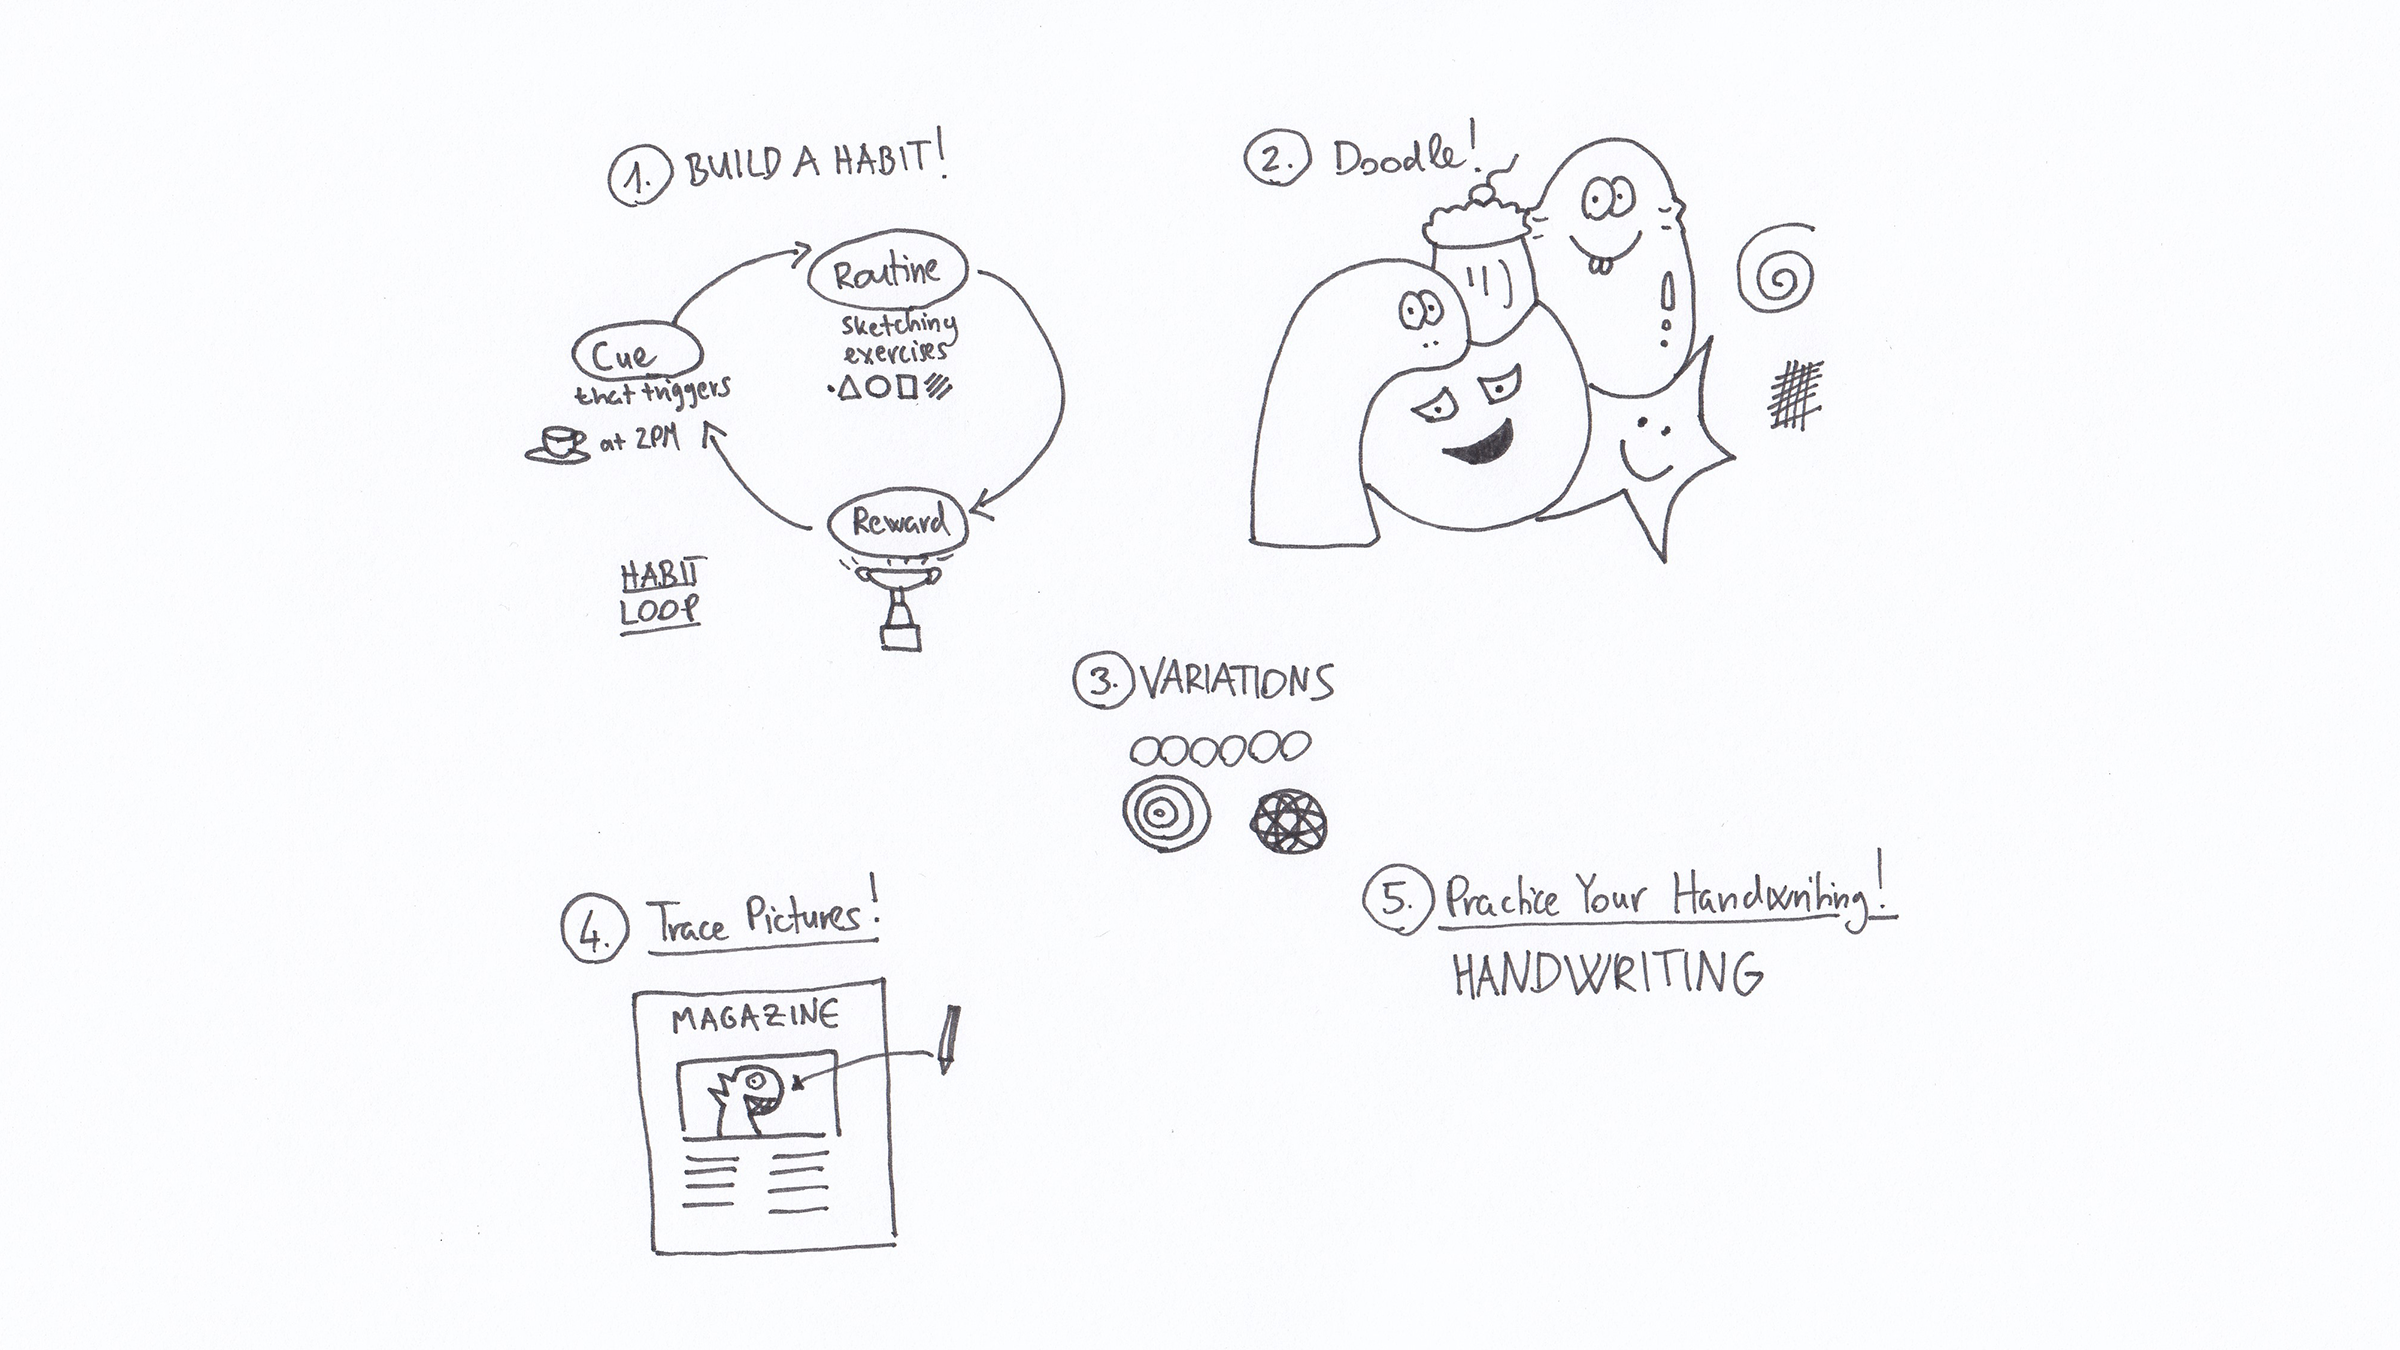 1. BUILD A HABIT!
Routine
sketching
exercises
Cue
that triggers
at 2PM
Reward
HABIT
LOOP
2. Doodle!
3. VARIATIONS
4. Trace Pictures!
MAGAZINE
5. Practice Your Handwriting!
HANDWRITING